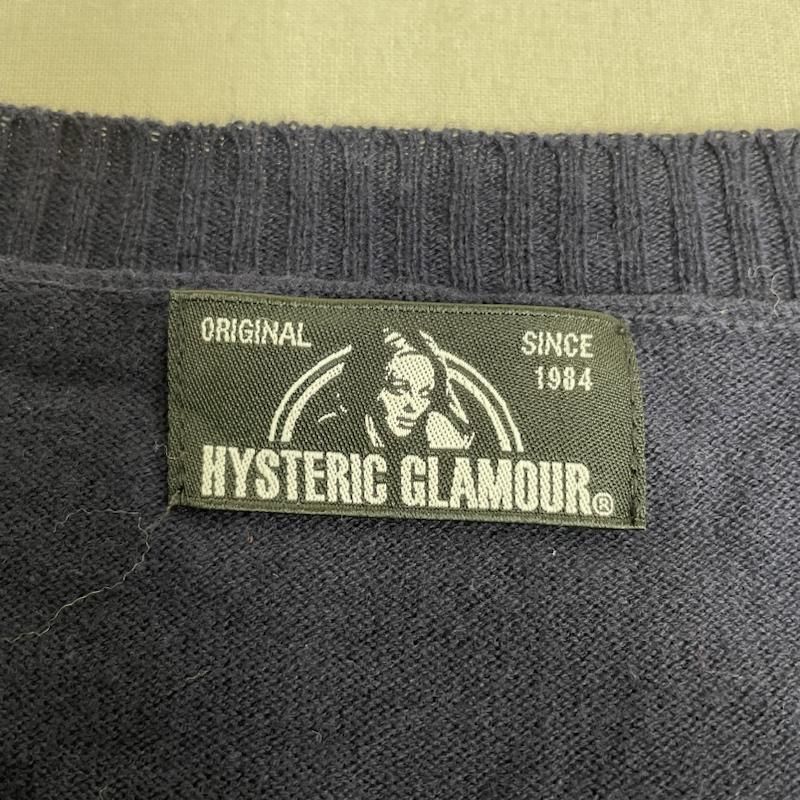 ORIGINAL
SINCE
1984
HYSTERIC GLAMOUR®